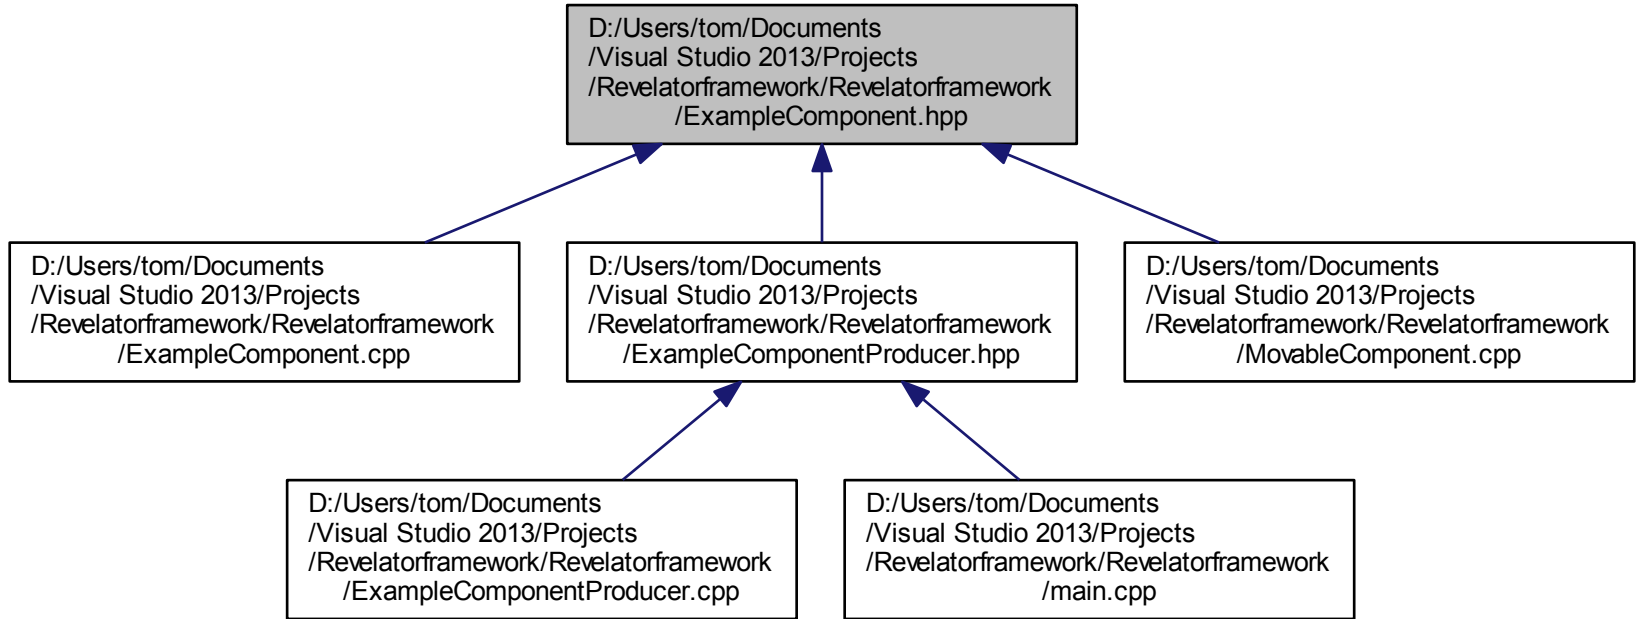 D:/Users/tom/Documents
/Visual Studio 2013/Projects
/Revelatorframework/Revelatorframework
/ExampleComponent.hpp
D:/Users/tom/Documents
/Visual Studio 2013/Projects
/Revelatorframework/Revelatorframework
/ExampleComponent.cpp
D:/Users/tom/Documents
/Visual Studio 2013/Projects
/Revelatorframework/Revelatorframework
/ExampleComponentProducer.hpp
D:/Users/tom/Documents
/Visual Studio 2013/Projects
/Revelatorframework/Revelatorframework
/MovableComponent.cpp
D:/Users/tom/Documents
/Visual Studio 2013/Projects
/Revelatorframework/Revelatorframework
/ExampleComponentProducer.cpp
D:/Users/tom/Documents
/Visual Studio 2013/Projects
/Revelatorframework/Revelatorframework
/main.cpp